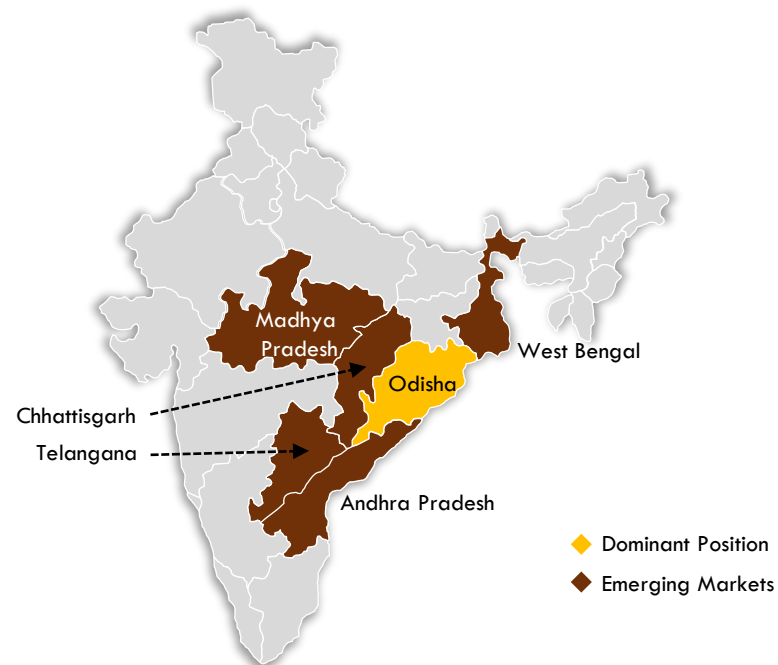 Madhya
Pradesh
West Bengal
Odisha
Chhattisgarh
Telangana
Andhra Pradesh
Dominant Position
Emerging Markets